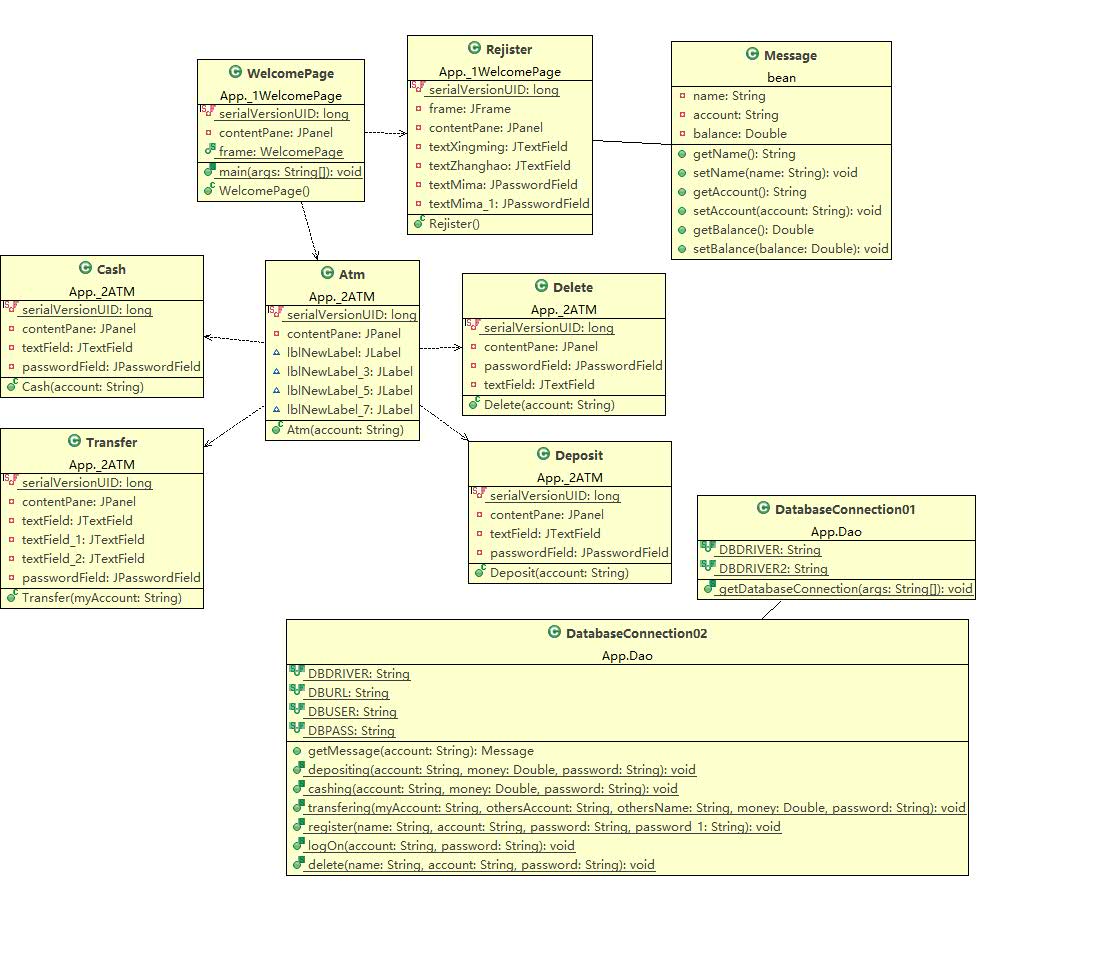 WelcomePage
App._1WelcomePage
serialVersionUID: long
contentPane: JPanel
frame: WelcomePage
main(args: String[]): void
WelcomePage()
Rejister
App._1WelcomePage
serialVersionUID: long
frame: JFrame
contentPane: JPanel
textXingming: JTextField
textZhanghao: JTextField
textMima: JPasswordField
textMima_1: JPasswordField
Rejister()
Message
bean
name: String
account: String
balance: Double
getName(): String
setName(name: String): void
getAccount(): String
setAccount(account: String): void
getBalance(): Double
setBalance(balance: Double): void
Cash
App._2ATM
serialVersionUID: long
contentPane: JPanel
textField: JTextField
passwordField: JPasswordField
Cash(account: String)
Atm
App._2ATM
serialVersionUID: long
contentPane: JPanel
lblNewLabel: JLabel
lblNewLabel_3: JLabel
lblNewLabel_5: JLabel
lblNewLabel_7: JLabel
Atm(account: String)
Delete
App._2ATM
serialVersionUID: long
contentPane: JPanel
passwordField: JPasswordField
textField: JTextField
Delete(account: String)
Transfer
App._2ATM
serialVersionUID: long
contentPane: JPanel
textField: JTextField
textField_1: JTextField
textField_2: JTextField
passwordField: JPasswordField
Transfer(myAccount: String)
Deposit
App._2ATM
serialVersionUID: long
contentPane: JPanel
textField: JTextField
passwordField: JPasswordField
Deposit(account: String)
DatabaseConnection01
App.Dao
DBDRIVER: String
DBDRIVER2: String
getDatabaseConnection(args: String[]): void
DatabaseConnection02
App.Dao
DBDRIVER: String
DBURL: String
DBUSER: String
DBPASS: String
getMessage(account: String): Message
depositing(account: String, money: Double, password: String): void
cashing(account: String, money: Double, password: String): void
transfering(myAccount: String, othersAccount: String, othersName: String, money: Double, password: String): void
register(name: String, account: String, password: String, password_1: String): void
logOn(account: String, password: String): void
delete(name: String, account: String, password: String): void